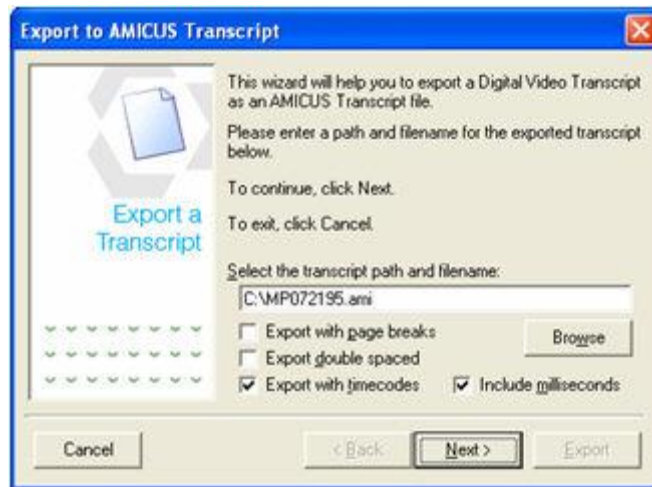 Export to AMICUS Transcript
This wizard will help you to export a Digital Video Transcript
as an AMICUS Transcript file.
Please enter a path and filename for the exported transcript
below.
To continue, click Next.
To exit, click Cancel.
Export a
Transcript
Select the transcript path and filename:
C:\MP072195.ami
Export with page breaks
Browse
Export double spaced
Export with timecodes
Include milliseconds
Cancel
< Back
Next >
Export